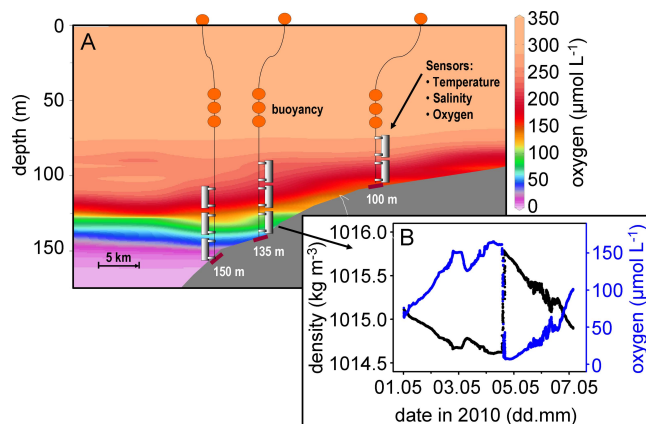 A
0
50
100
150
depth (m)
buoyancy
Sensors:
• Temperature
• Salinity
• Oxygen
100 m
135 m
150 m
5 km
350
300
250
200
150
100
50
0
oxygen (µmol L-1)
B
1016.0
1015.5
1015.0
1014.5
density (kg m-3)
150
100
50
0
oxygen (µmol L-1)
01.05 03.05 05.05 07.05
date in 2010 (dd.mm)